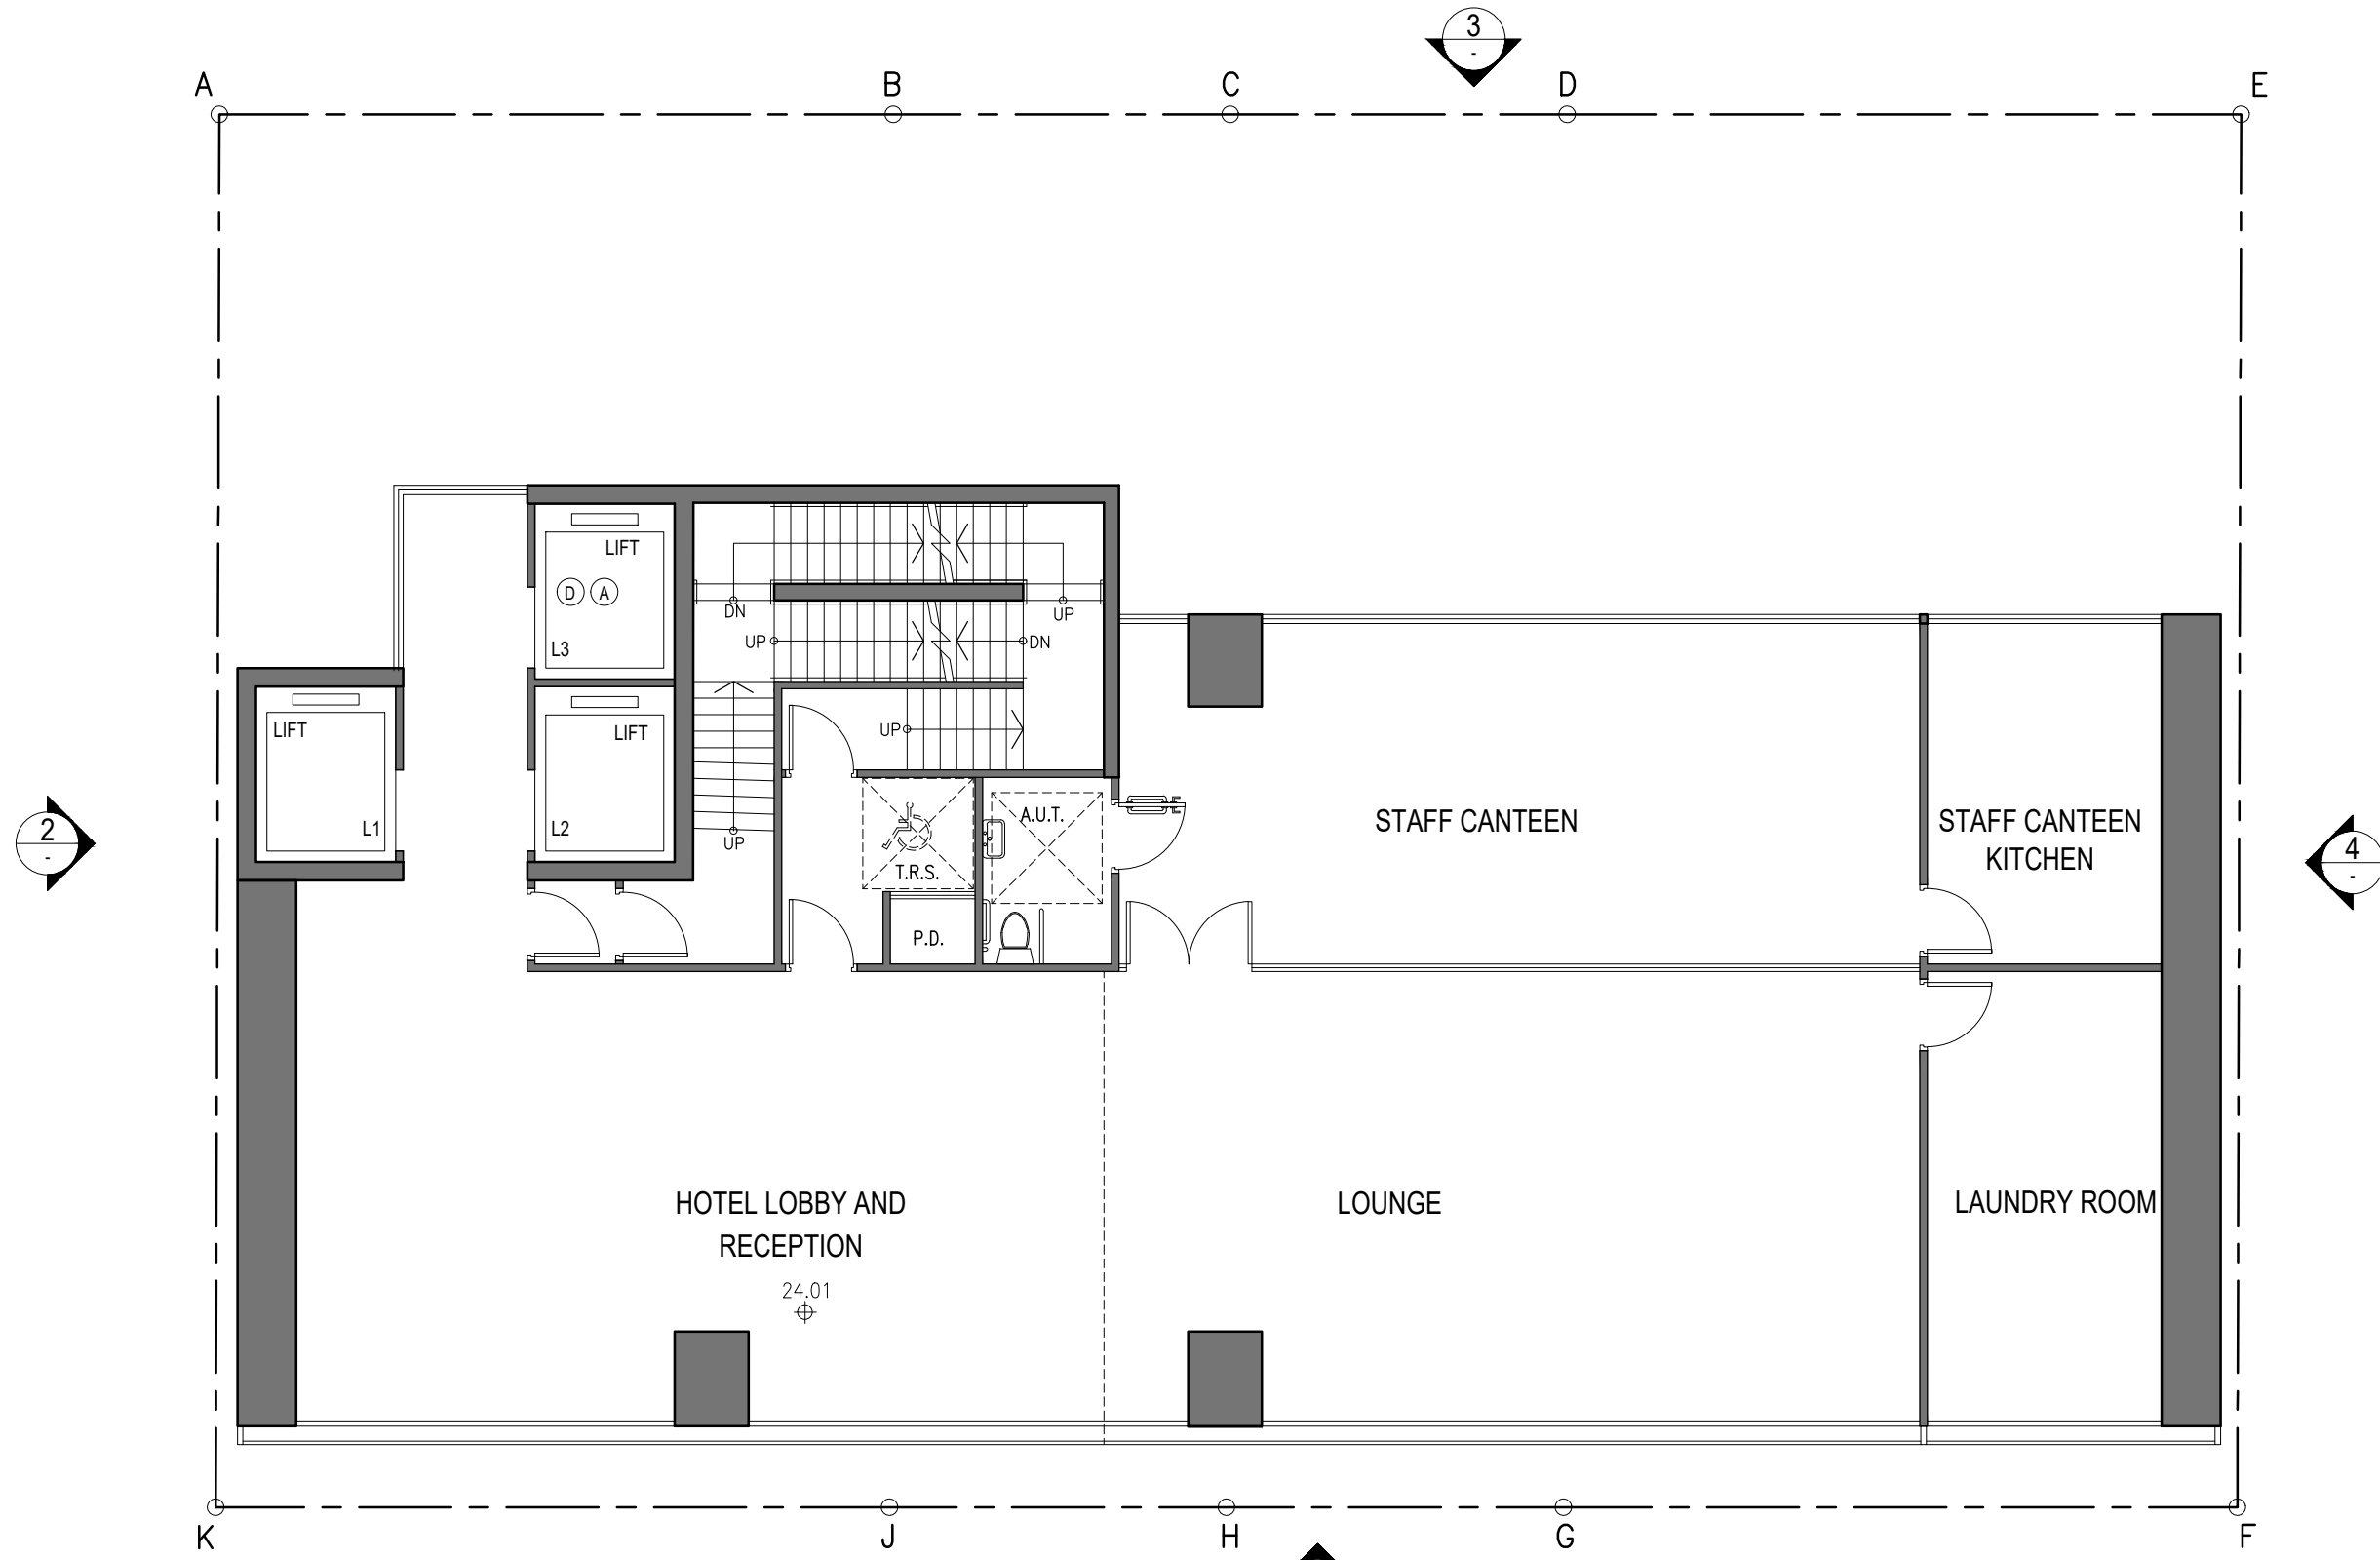 3
-
A
B
C
D
E
LIFT
D
A
L3
DN
UP
UP
DN
LIFT
L1
LIFT
L2
UP
UP
A.U.T.
T.R.S.
P.D.
STAFF CANTEEN
STAFF CANTEEN
KITCHEN
2
-
4
-
HOTEL LOBBY AND
RECEPTION
24.01
LOUNGE
LAUNDRY ROOM
K
J
H
G
F